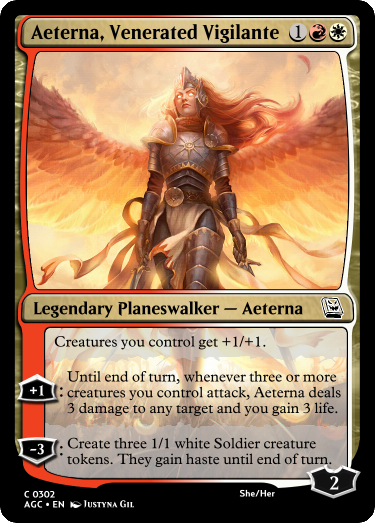 Aeterna, Venerated Vigilante 1
Legendary Planeswalker — Aeterna
Creatures you control get +1/+1.
+1: Until end of turn, whenever three or more
creatures you control attack, Aeterna deals
3 damage to any target and you gain 3 life.
-3: Create three 1/1 white Soldier creature
tokens. They gain haste until end of turn.
2
C 0302 She/Her
AGC • EN Justyna Gil